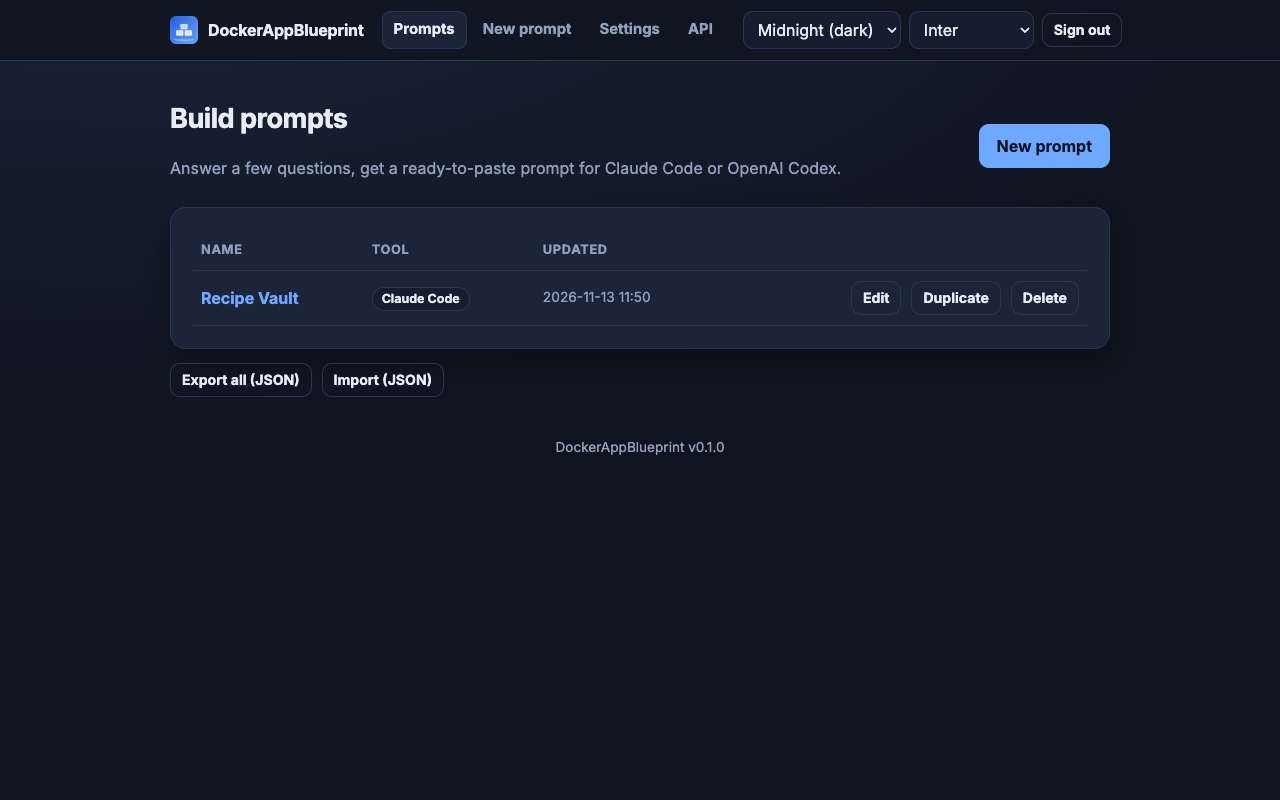 DockerAppBlueprint Prompts New prompt Settings API Midnight (dark) Inter Sign out
Build prompts
Answer a few questions, get a ready-to-paste prompt for Claude Code or OpenAI Codex.
New prompt
NAME TOOL UPDATED
Recipe Vault Claude Code 2026-11-13 11:50 Edit Duplicate Delete
Export all (JSON) Import (JSON)
DockerAppBlueprint v0.1.0